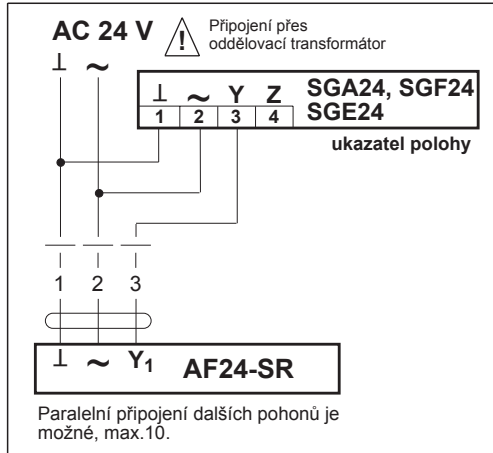 AC 24 V
Připojení přes
oddělovací transformátor
!
⊥ ~
⊥ ~ Y Z
1 2 3 4
SGA24, SGF24
SGE24
ukazatel polohy
1 2 3
⊥ ~ Y1 AF24-SR
Paralelní připojení dalších pohonů je
možné, max.10.